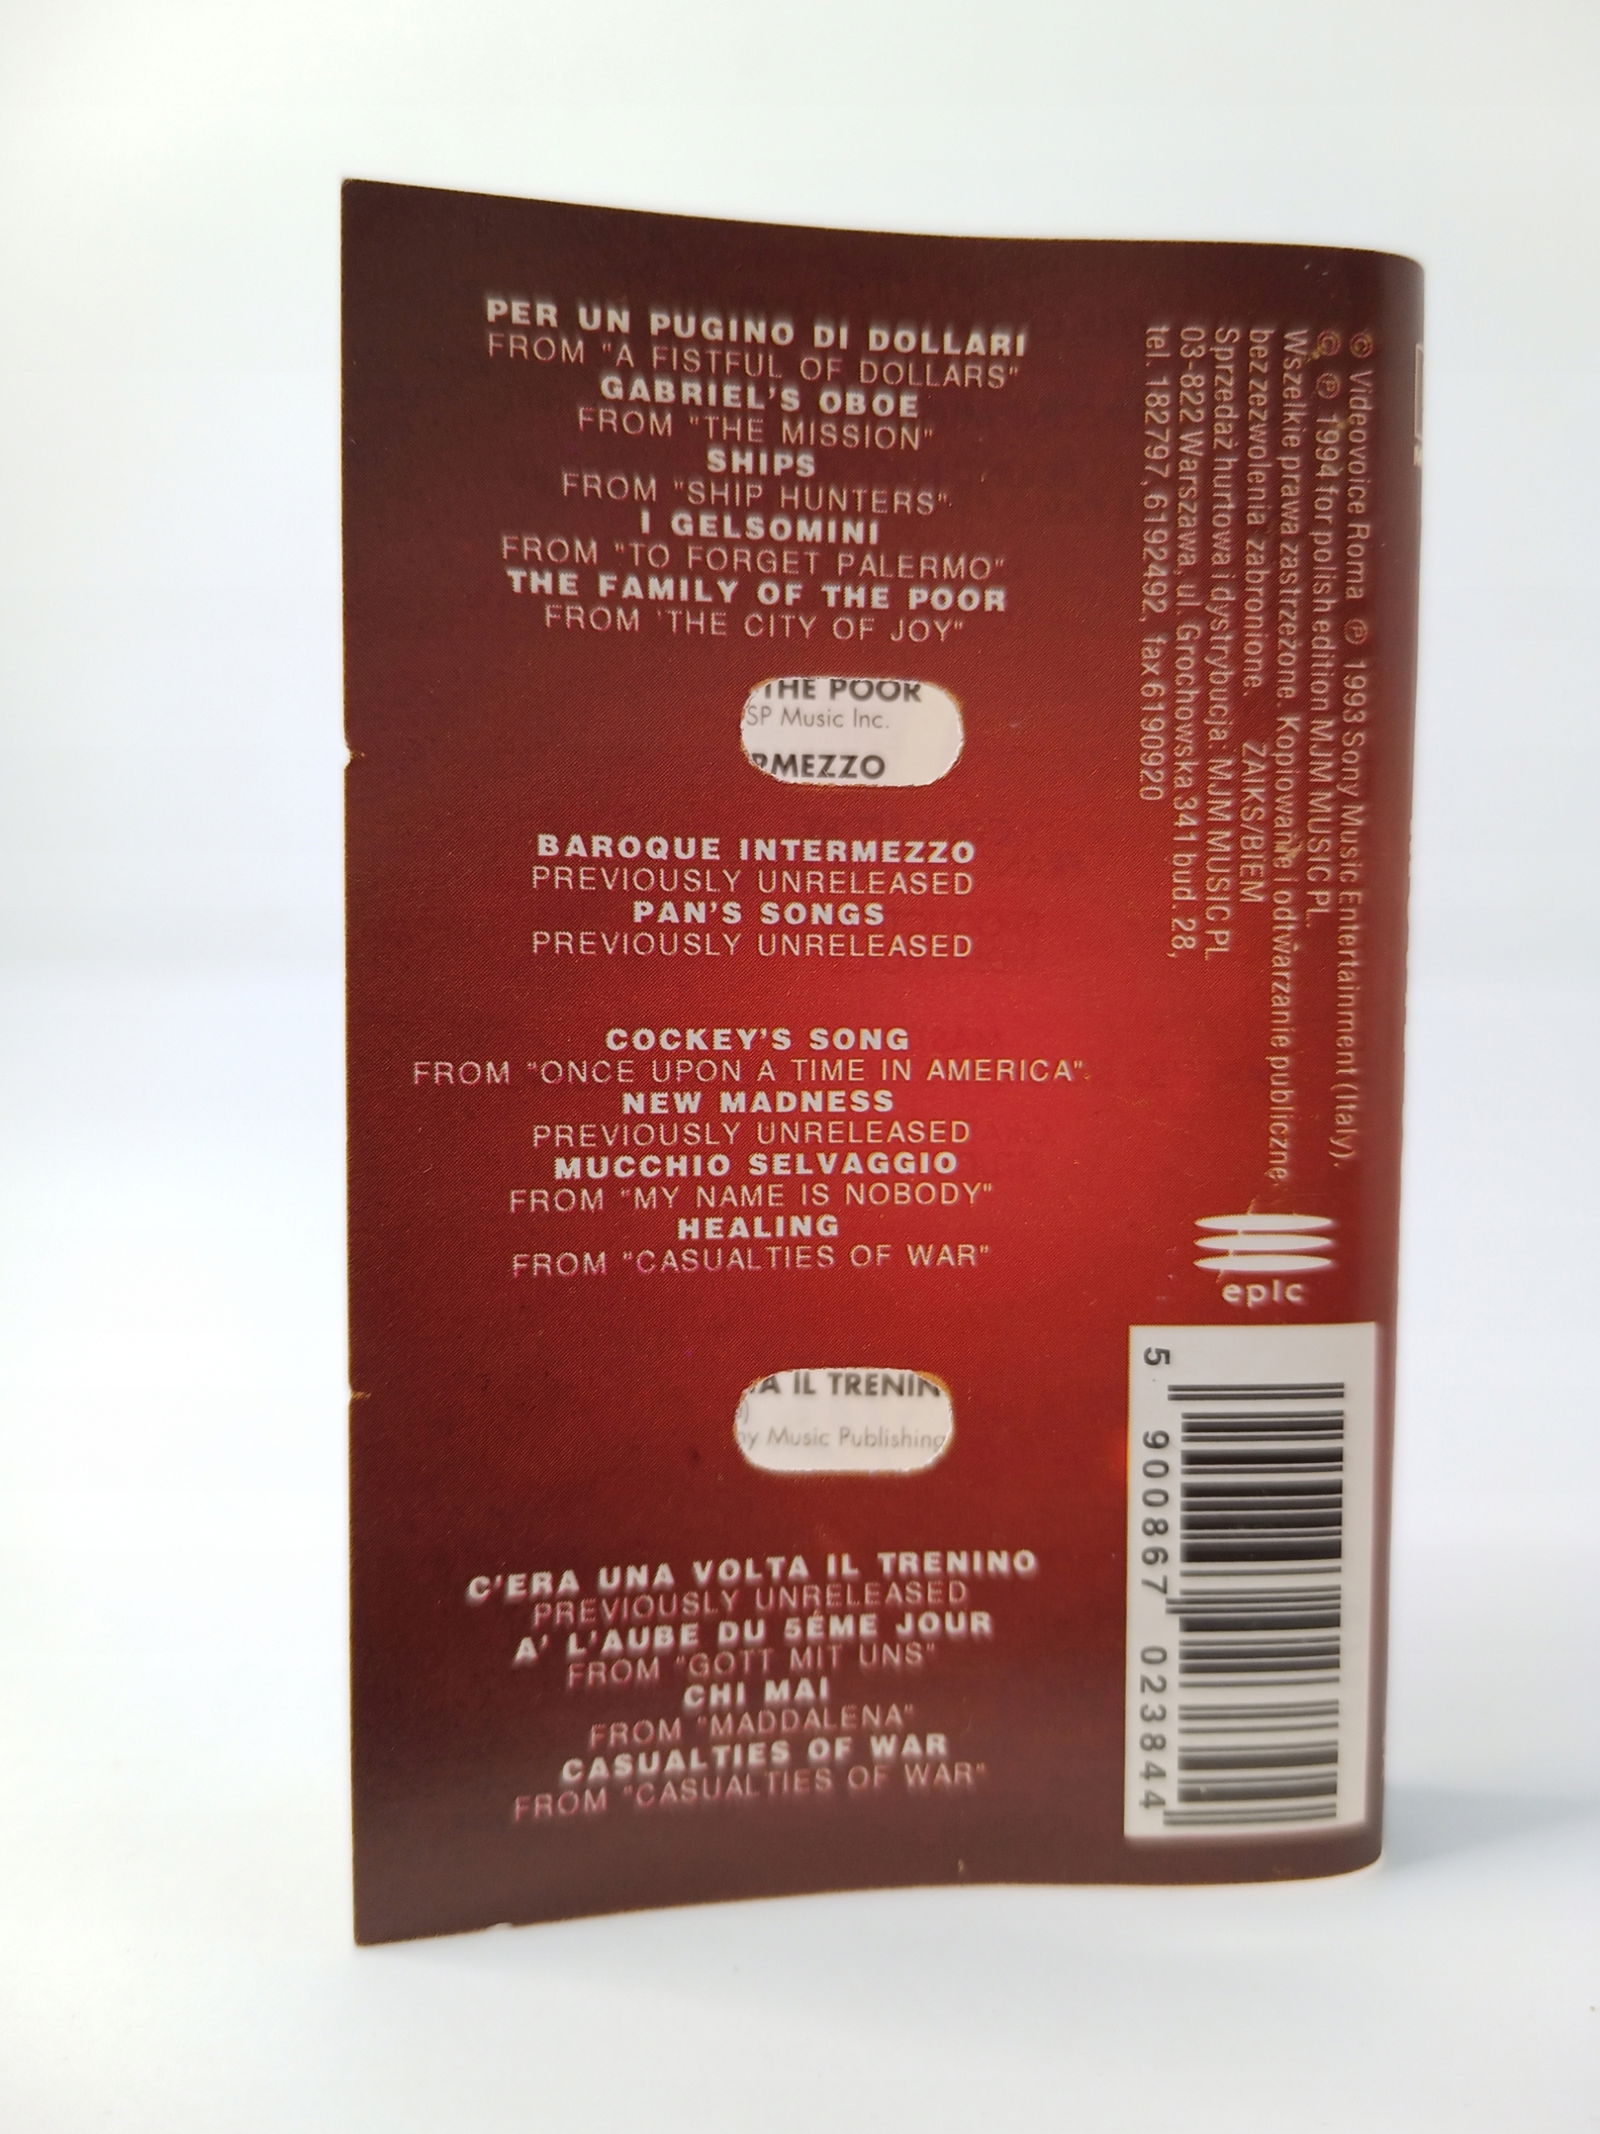 PER UN PUGINO DI DOLLARI
FROM "A FISTFUL OF DOLLARS"
GABRIEL'S OBOE
FROM "THE MISSION"
SHIPS
FROM "SHIP HUNTERS"
I GELSOMINI
FROM "TO FORGET PALERMO"
THE FAMILY OF THE POOR
FROM 'THE CITY OF JOY"
THE POOR
SP Music Inc.
RMEZZO
BAROQUE INTERMEZZO
PREVIOUSLY UNRELEASED
PAN'S SONGS
PREVIOUSLY UNRELEASED
COCKEY'S SONG
FROM "ONCE UPON A TIME IN AMERICA".
NEW MADNESS
PREVIOUSLY UNRELEASED
MUCCHIO SELVAGGIO
FROM "MY NAME IS NOBODY"
HEALING
FROM "CASUALTIES OF WAR"
A IL TRENIN
Music Publishing
C'ERA UNA VOLTA IL TRENINO
PREVIOUSLY UNRELEASED
A' L'AUBE DU 5ÉME JOUR
FROM "GOTT MIT UNS"
CHI MAI
FROM "MADDALENA"
CASUALTIES OF WAR
FROM "CASUALTIES OF WAR"
© Videovoice Roma ℗ 1993 Sony Music Entertainment (Italy).
© ℗ 1994 for polish edition MJM MUSIC PL.
Wszelkie prawa zastrzeżone. Kopiowanie i odtwarzanie publiczne
bez zezwolenia zabronione. ZAIKS/BIEM
Sprzedaż hurtowa i dystrybucja: MJM MUSIC PL
03-822 Warszawa, ul. Grochowska 341 bud. 28,
tel. 182797, 6192492, fax 6190920
epic
5 900867 023844